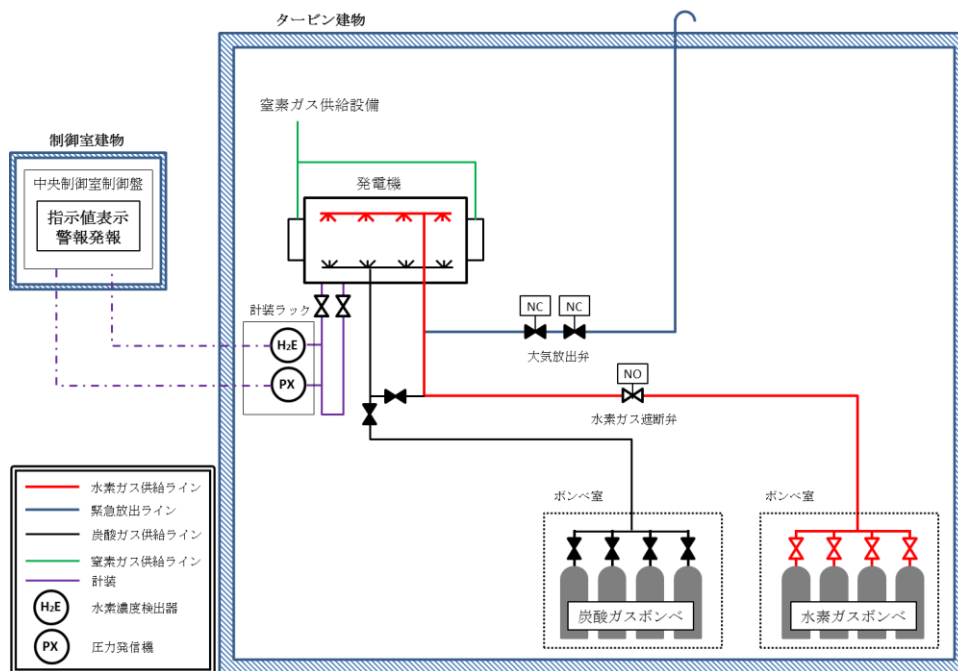 タービン建物
窒素ガス供給設備
制御室建物
中央制御室制御盤
指示値表示
警報発報
発電機
計装ラック
H₂E
PX
NC
NC
大気放出弁
NO
水素ガス遮断弁
ボンベ室
炭酸ガスボンベ
ボンベ室
水素ガスボンベ
水素ガス供給ライン
緊急放出ライン
炭酸ガス供給ライン
窒素ガス供給ライン
計装
H₂E
水素濃度検出器
PX
圧力発信機